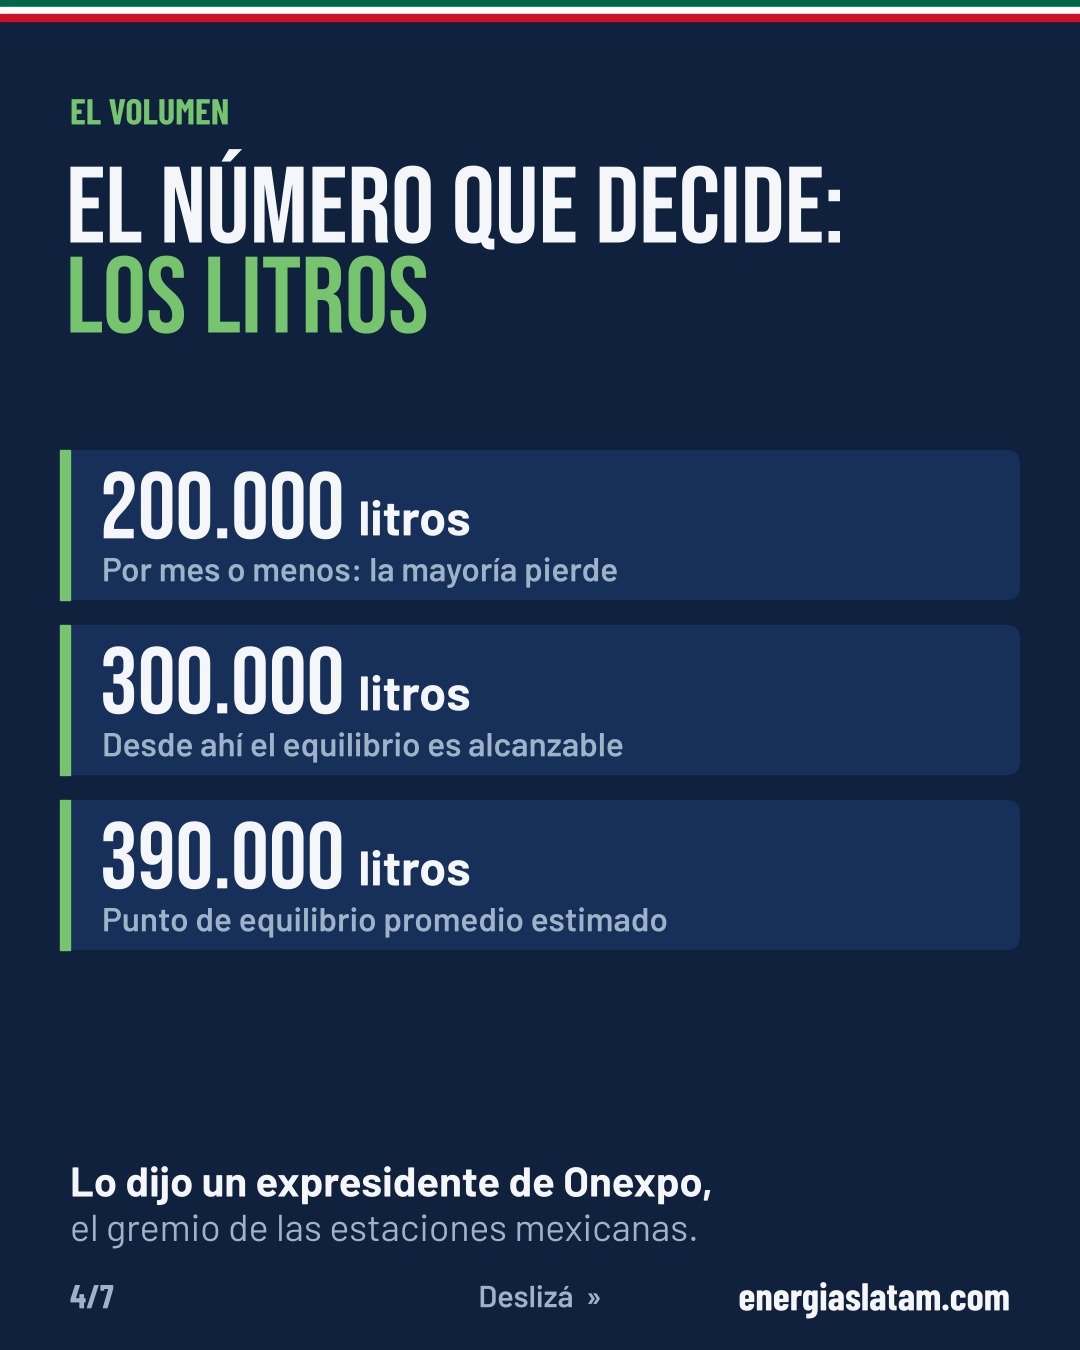 EL VOLUMEN
EL NÚMERO QUE DECIDE:
LOS LITROS
200.000 litros
Por mes o menos: la mayoría pierde
300.000 litros
Desde ahí el equilibrio es alcanzable
390.000 litros
Punto de equilibrio promedio estimado
Lo dijo un expresidente de Onexpo,
el gremio de las estaciones mexicanas.
4/7 Deslizá » energiaslatam.com